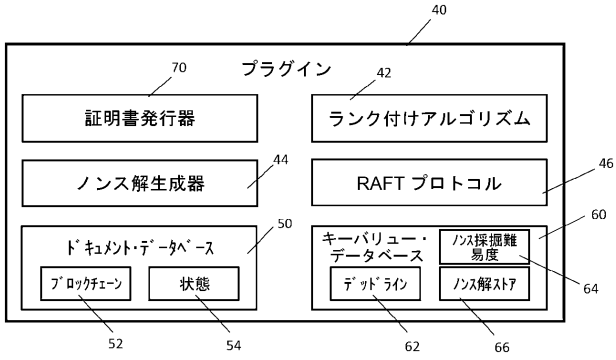 40
プラグイン
70
42
証明書発行器
ランク付けアルゴリズム
44
46
ノンス解生成器
RAFT プロトコル
50
60
ドキュメント・データベース
キーバリュー・
データベース
ノンス採掘難
易度
64
ブロックチェーン
状態
デッドライン
ノンス解ストア
52
54
62
66